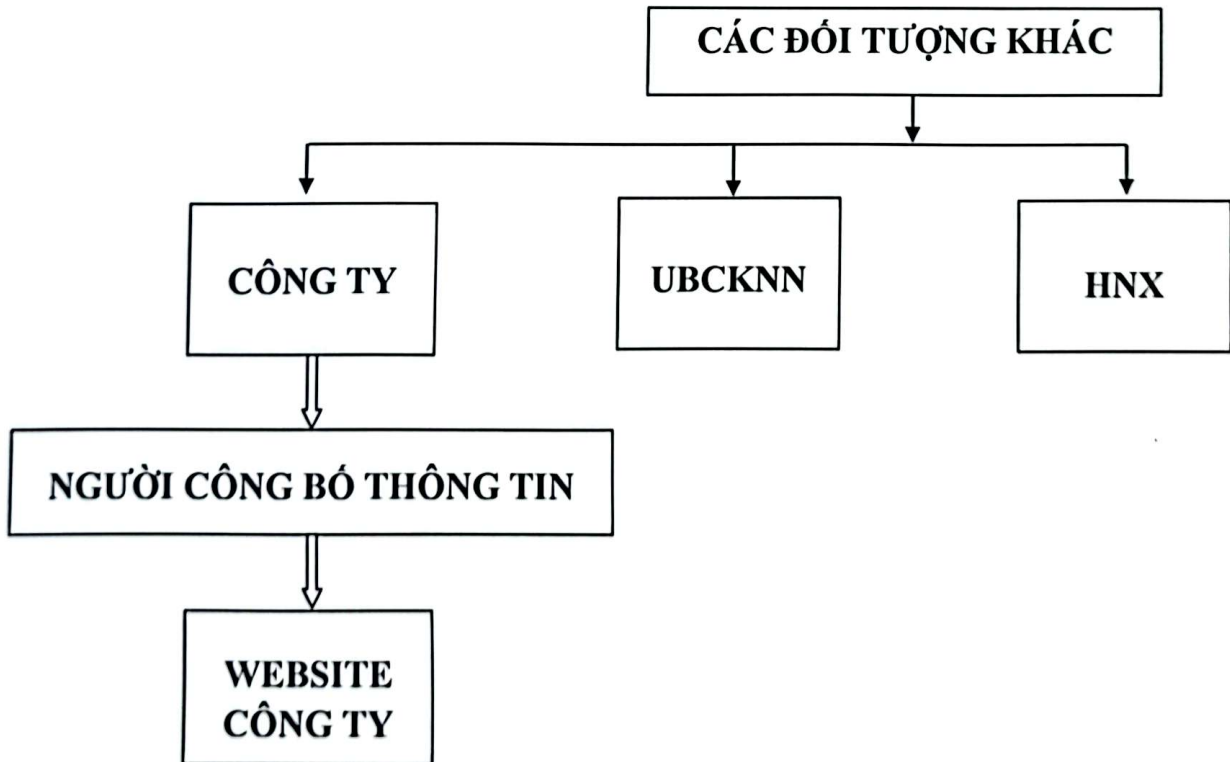 CÁC ĐỐI TƯỢNG KHÁC
CÔNG TY
UBCKNN
HNX
NGƯỜI CÔNG BỐ THÔNG TIN
WEBSITE
CÔNG TY